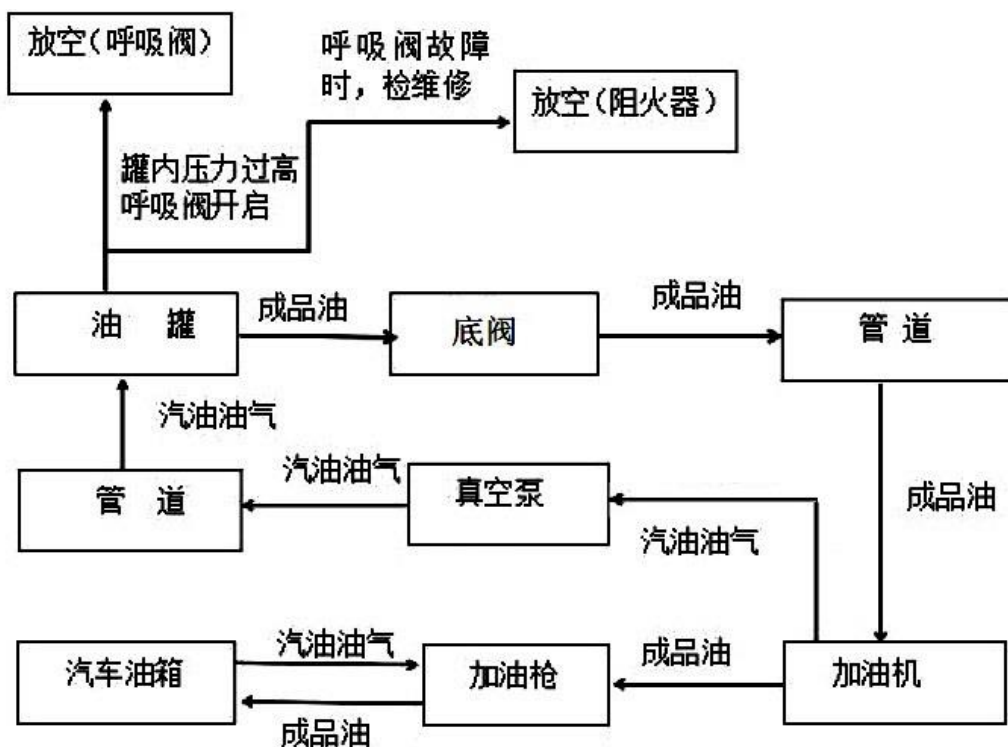 放空（呼吸阀）
呼吸阀故障
时，检维修
放空（阻火器）
罐内压力过高
呼吸阀开启
油 罐
成品油
底阀
成品油
管 道
汽油油气
管 道
汽油油气
真空泵
汽油油气
成品油
汽车油箱
汽油油气
成品油
加油枪
成品油
加油机